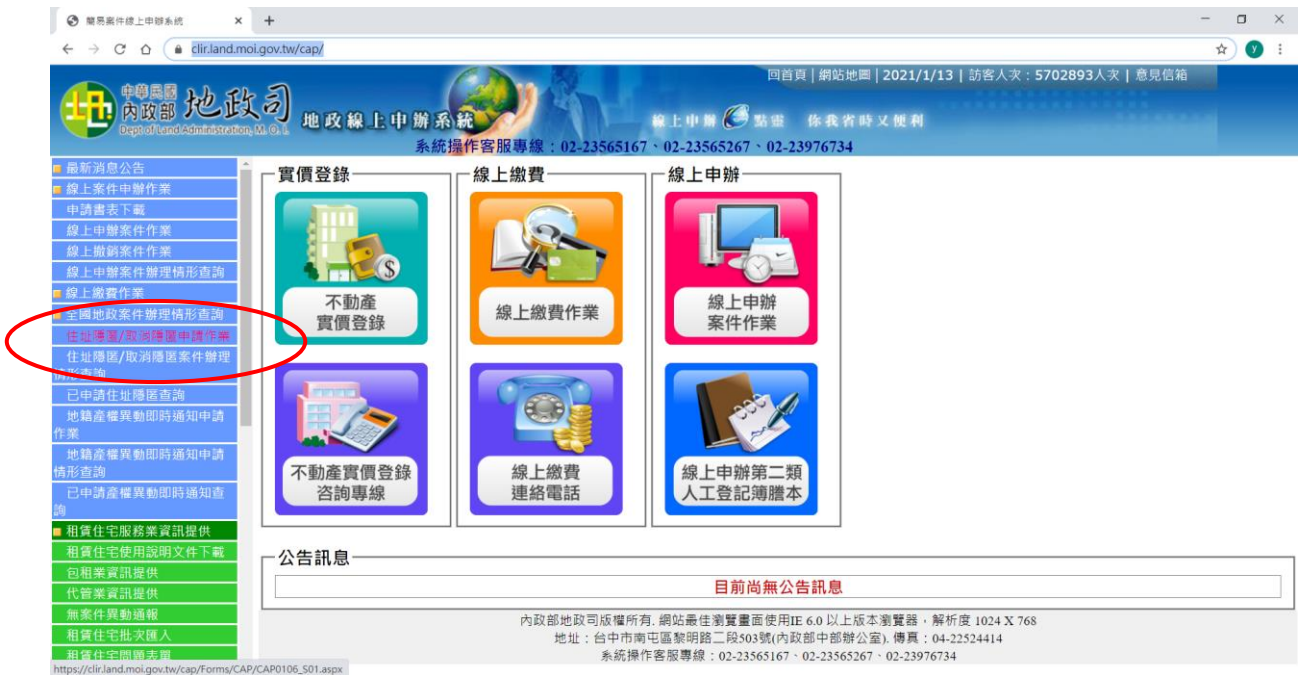 簡易案件線上申辦系統
clir.land.moi.gov.tw/cap/
y
回首頁 | 網站地圖 | 2021/1/13 | 訪客人次：5702893人次 | 意見信箱
中華民國
內政部 地政司
Dept of Land Administration, M. O. I.
地政線上申辦系統
線上申辦 點靈 你我省時又便利
系統操作客服專線：02-23565167、02-23565267、02-23976734
最新消息公告
線上案件申辦作業
申請書表下載
線上申辦案件作業
線上撤銷案件作業
線上申辦案件辦理情形查詢
線上繳費作業
全國地政案件辦理情形查詢
住址隱匿/取消隱匿申請作業
住址隱匿/取消隱匿案件辦理
情形查詢
已申請住址隱匿查詢
地籍產權異動即時通知申請
作業
地籍產權異動即時通知申請
情形查詢
已申請產權異動即時通知查
詢
租賃住宅服務業資訊提供
租賃住宅使用說明文件下載
包租業資訊提供
代管業資訊提供
無案件異動通報
租賃住宅批次匯入
租賃住宅問題表單
實價登錄
不動產
實價登錄
不動產實價登錄
咨詢專線
線上繳費
線上繳費作業
線上繳費
連絡電話
線上申辦
線上申辦
案件作業
線上申辦第二類
人工登記簿謄本
公告訊息
目前尚無公告訊息
內政部地政司版權所有. 網站最佳瀏覽畫面使用IE 6.0 以上版本瀏覽器，解析度 1024 X 768
地址：台中市南屯區黎明路二段503號(內政部中部辦公室). 傳真：04-22524414
系統操作客服專線：02-23565167、02-23565267、02-23976734
https://clir.land.moi.gov.tw/cap/Forms/CAP/CAP0106_S01.aspx